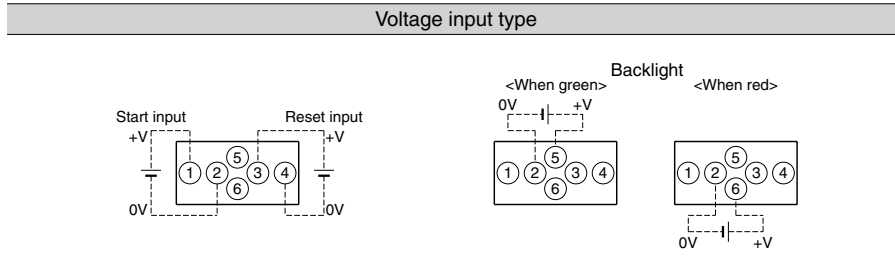 Voltage input type
Backlight
<When green> <When red>
Start input Reset input
+V +V
0V 0V
0V +V
1 2 5 6 3 4
1 2 5 6 3 4
1 2 5 6 3 4
0V +V